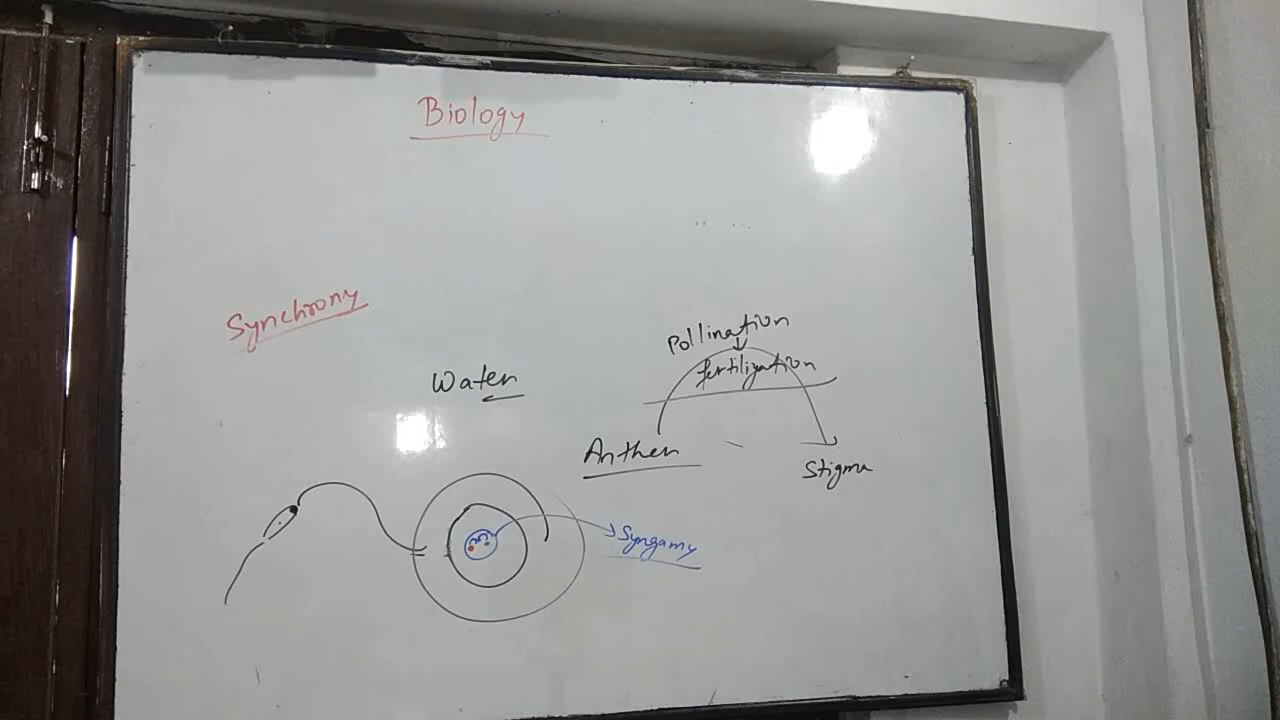 Biology
Synchrony
Pollination
fertilization
Water
Anther
Stigma
Syngamy